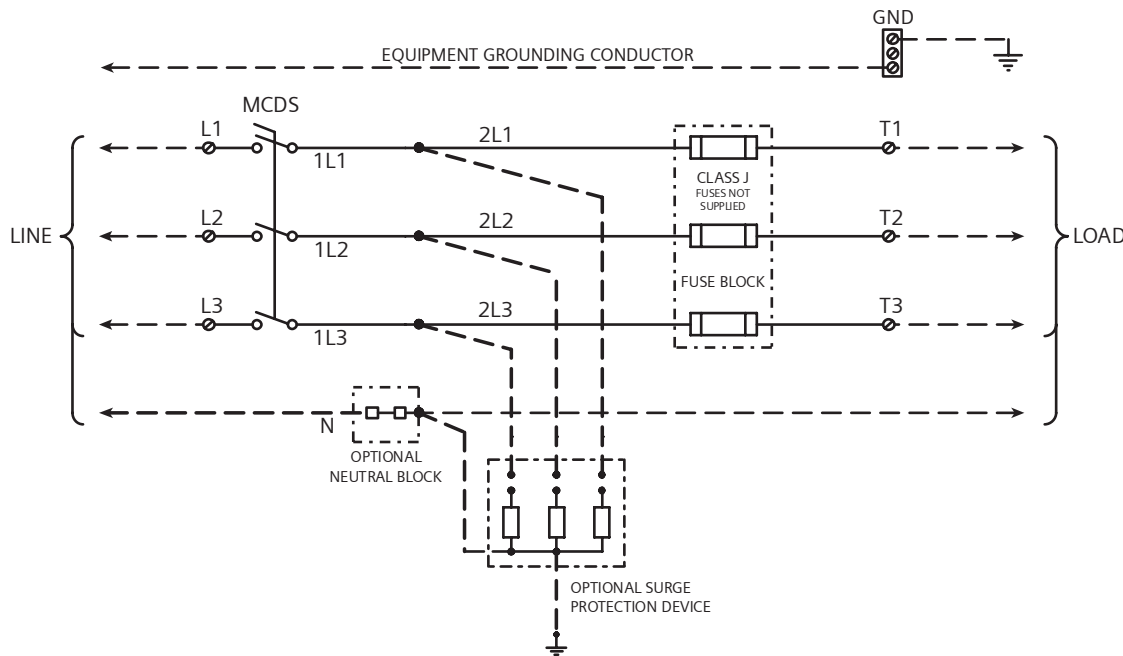 GND
EQUIPMENT GROUNDING CONDUCTOR
MCDS
L1
1L1
2L1
T1
CLASS J
FUSES NOT
SUPPLIED
L2
1L2
2L2
T2
LINE
LOAD
FUSE BLOCK
L3
1L3
2L3
T3
N
OPTIONAL
NEUTRAL BLOCK
OPTIONAL SURGE
PROTECTION DEVICE